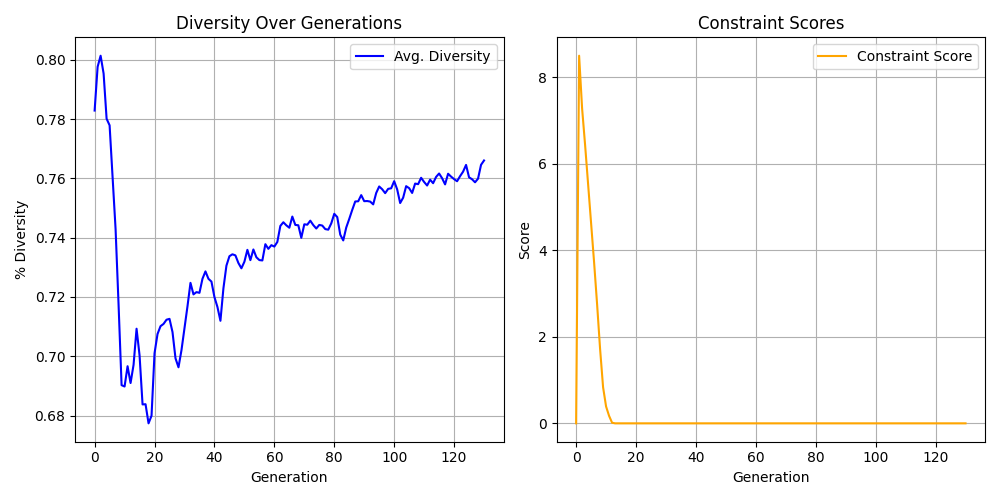 Diversity Over Generations
Avg. Diversity
% Diversity
0.80
0.78
0.76
0.74
0.72
0.70
0.68
0 20 40 60 80 100 120
Generation
Constraint Scores
Constraint Score
Score
8
6
4
2
0
0 20 40 60 80 100 120
Generation